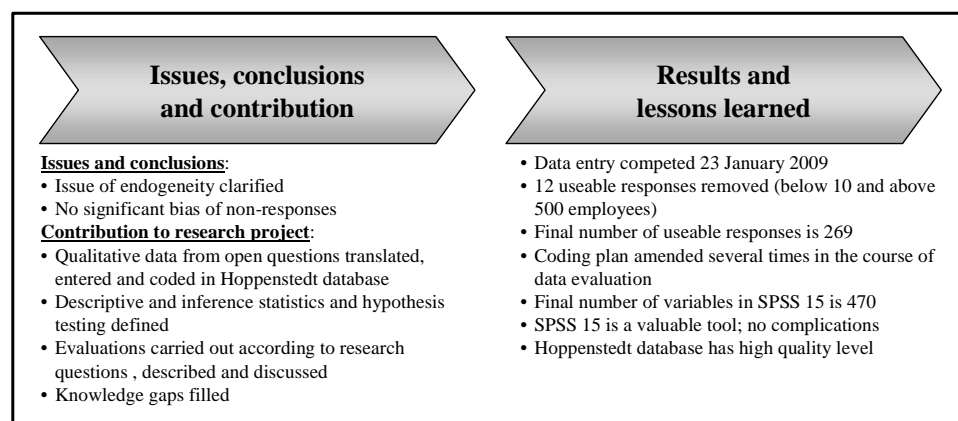 Issues, conclusions
and contribution
Issues and conclusions:
• Issue of endogeneity clarified
• No significant bias of non-responses
Contribution to research project:
• Qualitative data from open questions translated,
entered and coded in Hoppenstedt database
• Descriptive and inference statistics and hypothesis
testing defined
• Evaluations carried out according to research
questions , described and discussed
• Knowledge gaps filled
Results and
lessons learned
• Data entry competed 23 January 2009
• 12 useable responses removed (below 10 and above
500 employees)
• Final number of useable responses is 269
• Coding plan amended several times in the course of
data evaluation
• Final number of variables in SPSS 15 is 470
• SPSS 15 is a valuable tool; no complications
• Hoppenstedt database has high quality level